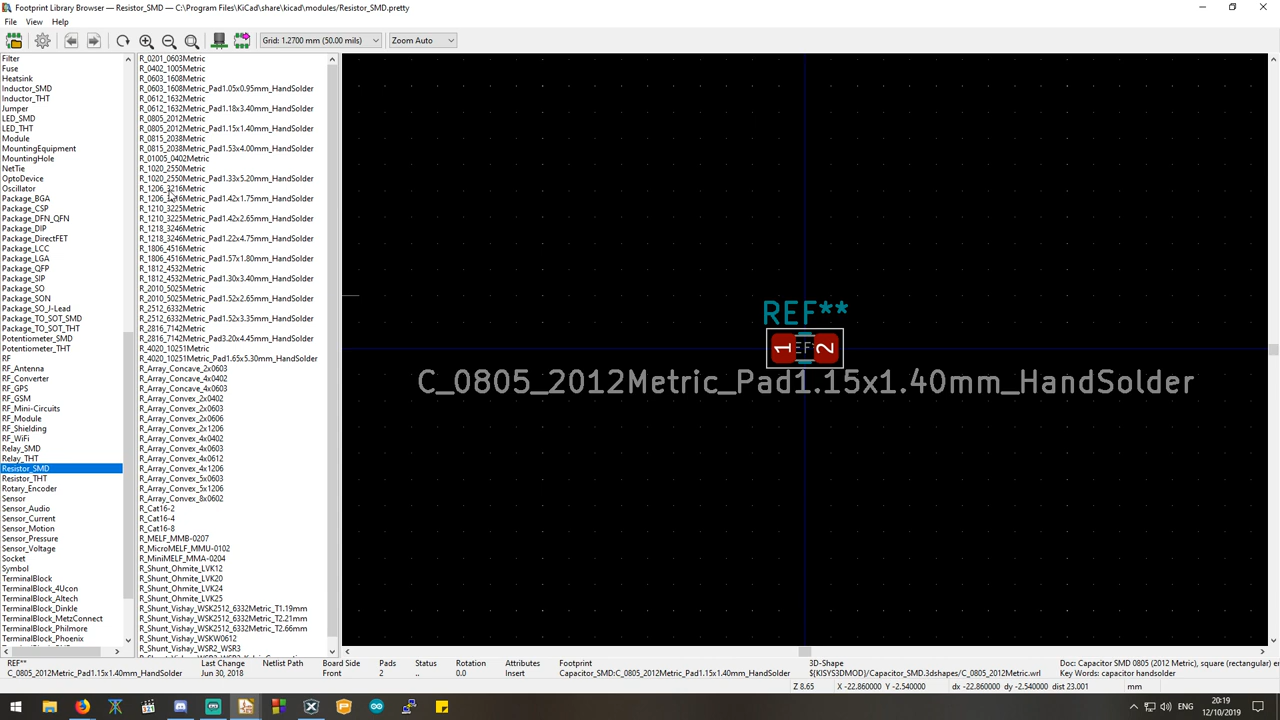 Footprint Library Browser — Resistor_SMD — C:\Program Files\KiCad\share\kicad\modules/Resistor_SMD.pretty
File View Help
Grid: 1.2700 mm (50.00 mils)
Zoom Auto
Filter
Fuse
Heatsink
Inductor_SMD
Inductor_THT
Jumper
LED_SMD
LED_THT
Module
MountingEquipment
MountingHole
NetTie
OptoDevice
Oscillator
Package_BGA
Package_CSP
Package_DFN_QFN
Package_DIP
Package_DirectFET
Package_LCC
Package_LGA
Package_QFP
Package_SIP
Package_SO
Package_SON
Package_SO_J-Lead
Package_TO_SOT_SMD
Package_TO_SOT_THT
Potentiometer_SMD
Potentiometer_THT
RF
RF_Antenna
RF_Converter
RF_GPS
RF_GSM
RF_Mini-Circuits
RF_Module
RF_Shielding
RF_WiFi
Relay_SMD
Relay_THT
Resistor_SMD
Resistor_THT
Rotary_Encoder
Sensor
Sensor_Audio
Sensor_Current
Sensor_Motion
Sensor_Pressure
Sensor_Voltage
Socket
Symbol
TerminalBlock
TerminalBlock_4Ucon
TerminalBlock_Altech
TerminalBlock_Dinkle
TerminalBlock_MetzConnect
TerminalBlock_Philmore
TerminalBlock_Phoenix
R_0201_0603Metric
R_0402_1005Metric
R_0603_1608Metric
R_0603_1608Metric_Pad1.05x0.95mm_HandSolder
R_0612_1632Metric
R_0612_1632Metric_Pad1.18x3.40mm_HandSolder
R_0805_2012Metric
R_0805_2012Metric_Pad1.15x1.40mm_HandSolder
R_0815_2038Metric
R_0815_2038Metric_Pad1.53x4.00mm_HandSolder
R_01005_0402Metric
R_1020_2550Metric
R_1020_2550Metric_Pad1.33x5.20mm_HandSolder
R_1206_3216Metric
R_1206_3216Metric_Pad1.42x1.75mm_HandSolder
R_1210_3225Metric
R_1210_3225Metric_Pad1.42x2.65mm_HandSolder
R_1218_3246Metric
R_1218_3246Metric_Pad1.22x4.75mm_HandSolder
R_1806_4516Metric
R_1806_4516Metric_Pad1.57x1.80mm_HandSolder
R_1812_4532Metric
R_1812_4532Metric_Pad1.30x3.40mm_HandSolder
R_2010_5025Metric
R_2010_5025Metric_Pad1.52x2.65mm_HandSolder
R_2512_6332Metric
R_2512_6332Metric_Pad1.52x3.35mm_HandSolder
R_2816_7142Metric
R_2816_7142Metric_Pad3.20x4.45mm_HandSolder
R_4020_10251Metric
R_4020_10251Metric_Pad1.65x5.30mm_HandSolder
R_Array_Concave_2x0603
R_Array_Concave_4x0402
R_Array_Concave_4x0603
R_Array_Convex_2x0402
R_Array_Convex_2x0603
R_Array_Convex_2x0606
R_Array_Convex_2x1206
R_Array_Convex_4x0402
R_Array_Convex_4x0603
R_Array_Convex_4x0612
R_Array_Convex_4x1206
R_Array_Convex_5x0603
R_Array_Convex_5x1206
R_Array_Convex_8x0602
R_Cat16-2
R_Cat16-4
R_Cat16-8
R_MELF_MMB-0207
R_MicroMELF_MMU-0102
R_MiniMELF_MMA-0204
R_Shunt_Ohmite_LVK12
R_Shunt_Ohmite_LVK20
R_Shunt_Ohmite_LVK24
R_Shunt_Ohmite_LVK25
R_Shunt_Vishay_WSK2512_6332Metric_T1.19mm
R_Shunt_Vishay_WSK2512_6332Metric_T2.21mm
R_Shunt_Vishay_WSK2512_6332Metric_T2.66mm
R_Shunt_Vishay_WSKW0612
R_Shunt_Vishay_WSR2_WSR3
REF**
1 2
C_0805_2012Metric_Pad1.15x1.40mm_HandSolder
REF** Last Change Netlist Path Board Side Pads Status Rotation Attributes Footprint 3D-Shape Doc: Capacitor SMD 0805 (2012 Metric), square (rectangular) en
C_0805_2012Metric_Pad1.15x1.40mm_HandSolder Jun 30, 2018 Front 2 .. 0.0 Insert Capacitor_SMD:C_0805_2012Metric_Pad1.15x1.40mm_HandSolder ${KISYS3DMOD}/Capacitor_SMD.3dshapes/C_0805_2012Metric.wrl Key Words: capacitor handsolder
Z 8.65 X -22.860000 Y -2.540000 dx -22.860000 dy -2.540000 dist 23.001 mm
ENG
20:19
12/10/2019